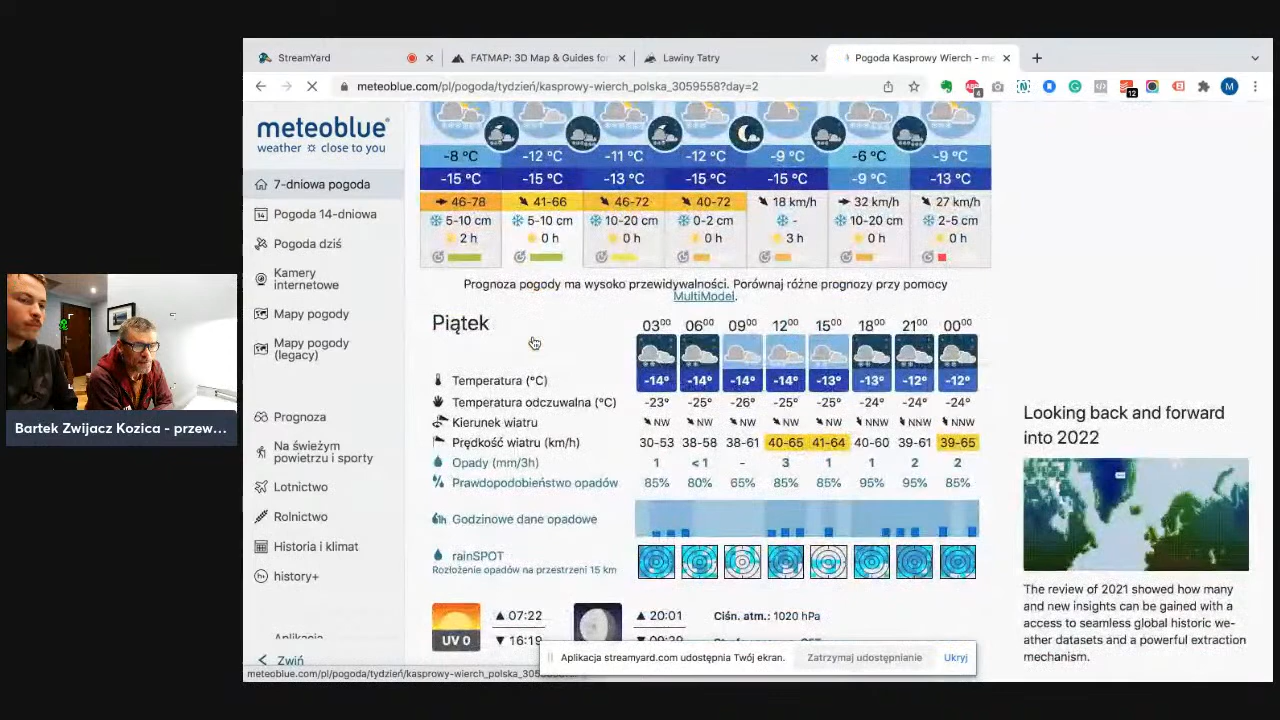 StreamYard
FATMAP: 3D Map & Guides for
Lawiny Tatry
Pogoda Kasprowy Wierch - me
meteoblue.com/pl/pogoda/tydzień/kasprowy-wierch_polska_3059558?day=2
4
12
M
meteoblue®
weather ☼ close to you
7-dniowa pogoda
14 Pogoda 14-dniowa
Pogoda dziś
Kamery
internetowe
Mapy pogody
Mapy pogody
(legacy)
Prognoza
Na świeżym
powietrzu i sporty
Lotnictwo
Rolnictwo
Historia i klimat
h+ history+
Aplikacja
Zwiń
-8 °C -12 °C -11 °C -12 °C -9 °C -6 °C -9 °C
-15 °C -15 °C -13 °C -15 °C -15 °C -9 °C -13 °C
46-78 41-66 46-72 40-72 18 km/h 32 km/h 27 km/h
5-10 cm 5-10 cm 10-20 cm 0-2 cm - 10-20 cm 2-5 cm
2 h 0 h 0 h 0 h 3 h 0 h 0 h
Prognoza pogody ma wysoko przewidywalności. Porównaj różne prognozy przy pomocy
MultiModel.
Piątek
03⁰⁰ 06⁰⁰ 09⁰⁰ 12⁰⁰ 15⁰⁰ 18⁰⁰ 21⁰⁰ 00⁰⁰
Temperatura (°C) -14° -14° -14° -14° -13° -13° -12° -12°
Temperatura odczuwalna (°C) -23° -25° -26° -25° -25° -24° -24° -24°
Kierunek wiatru NW NW NW NW NW NNW NNW NNW
Prędkość wiatru (km/h) 30-53 38-58 38-61 40-65 41-64 40-60 39-61 39-65
Opady (mm/3h) 1 < 1 - 3 1 1 2 2
Prawdopodobieństwo opadów 85% 80% 65% 85% 85% 95% 95% 85%
1h Godzinowe dane opadowe
rainSPOT
Rozłożenie opadów na przestrzeni 15 km
UV 0
▲ 07:22
▼ 16:19
▲ 20:01
Ciśn. atm.: 1020 hPa
Looking back and forward
into 2022
The review of 2021 showed how many
and new insights can be gained with a
access to seamless global historic we-
ather datasets and a powerful extraction
mechanism.
Aplikacja streamyard.com udostępnia Twój ekran.
Zatrzymaj udostępnianie
Ukryj
Bartek Zwijacz Kozica - przew...